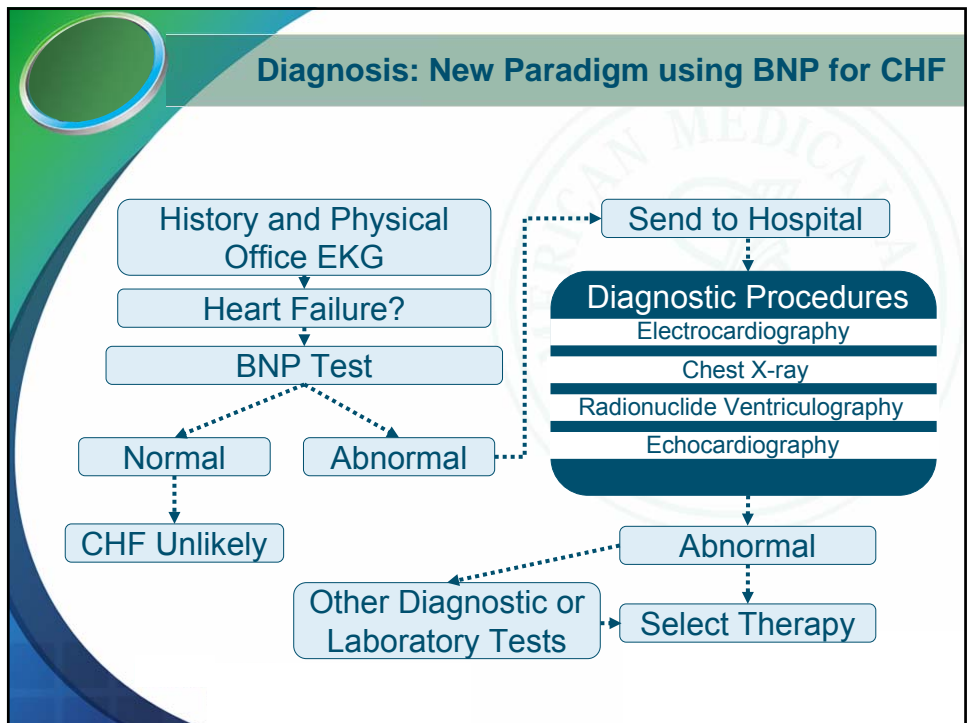 Diagnosis: New Paradigm using BNP for CHF
History and Physical
Office EKG
Heart Failure?
BNP Test
Normal
Abnormal
CHF Unlikely
Send to Hospital
Diagnostic Procedures
Electrocardiography
Chest X-ray
Radionuclide Ventriculography
Echocardiography
Abnormal
Other Diagnostic or
Laboratory Tests
Select Therapy
RICAN MEDICAL A